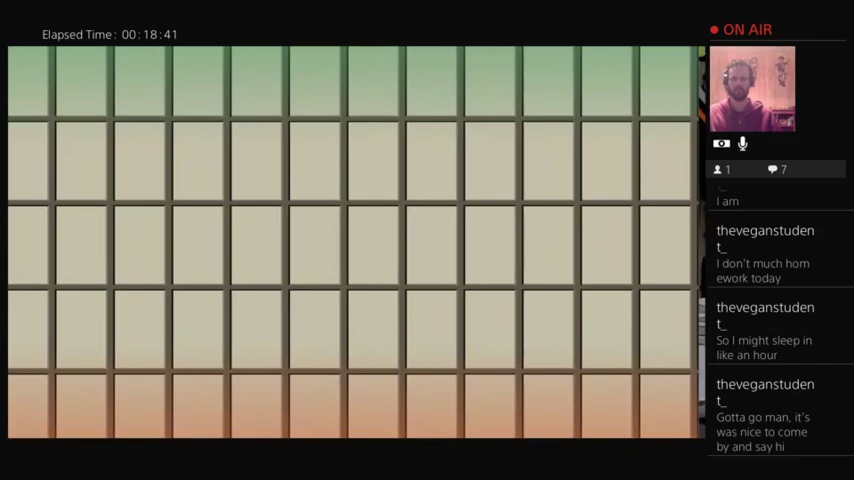 Elapsed Time: 00:18:41
ON AIR
1
7
I am
theveganstuden
t_
I don't much hom
ework today
theveganstuden
t_
So I might sleep in
like an hour
theveganstuden
t_
Gotta go man, it's
was nice to come
by and say hi